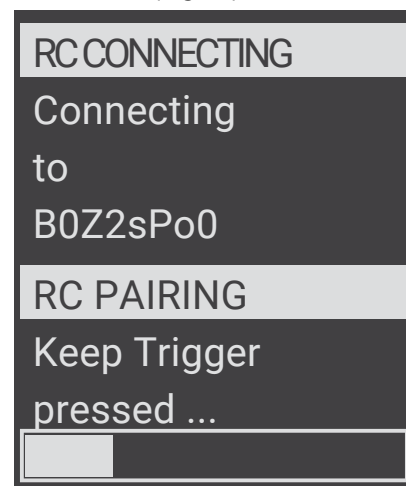 RC CONNECTING
Connecting
to
B0Z2sPo0
RC PAIRING
Keep Trigger
pressed ...